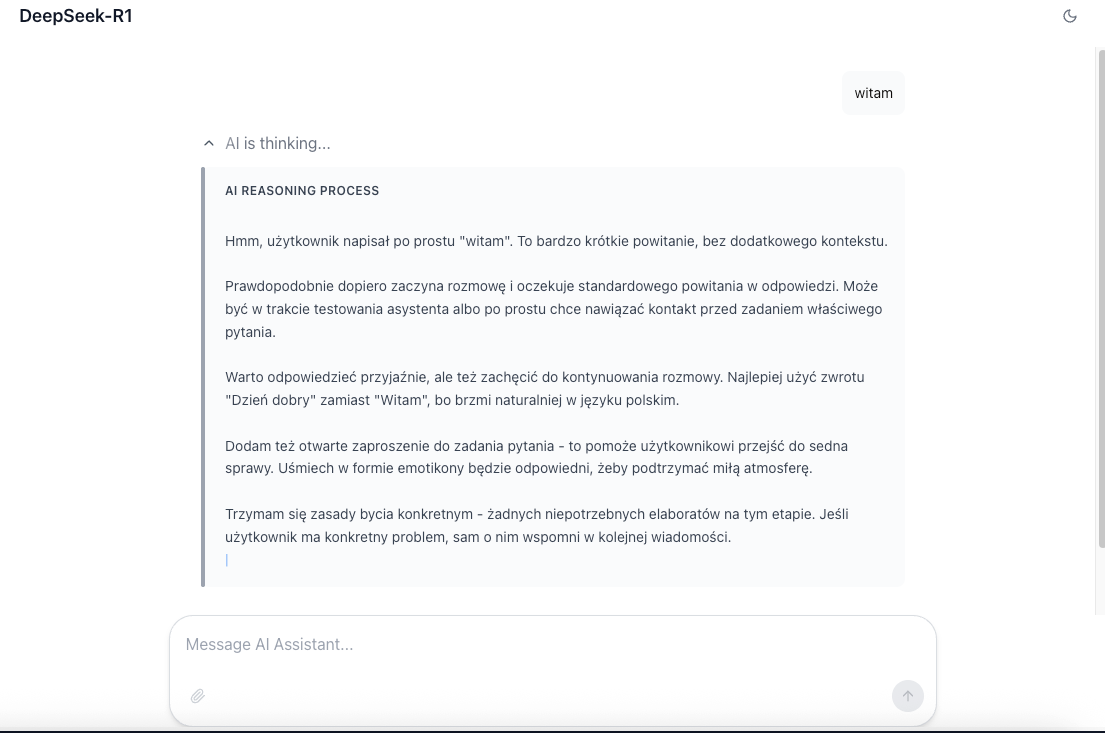 DeepSeek-R1
witam
AI is thinking...
AI REASONING PROCESS
Hmm, użytkownik napisał po prostu "witam". To bardzo krótkie powitanie, bez dodatkowego kontekstu.
Prawdopodobnie dopiero zaczyna rozmowę i oczekuje standardowego powitania w odpowiedzi. Może
być w trakcie testowania asystenta albo po prostu chce nawiązać kontakt przed zadaniem właściwego
pytania.
Warto odpowiedzieć przyjaźnie, ale też zachęcić do kontynuowania rozmowy. Najlepiej użyć zwrotu
"Dzień dobry" zamiast "Witam", bo brzmi naturalniej w języku polskim.
Dodam też otwarte zaproszenie do zadania pytania - to pomoże użytkownikowi przejść do sedna
sprawy. Uśmiech w formie emotikony będzie odpowiedni, żeby podtrzymać miłą atmosferę.
Trzymam się zasady bycia konkretnym - żadnych niepotrzebnych elaboratów na tym etapie. Jeśli
użytkownik ma konkretny problem, sam o nim wspomni w kolejnej wiadomości.
Message AI Assistant...